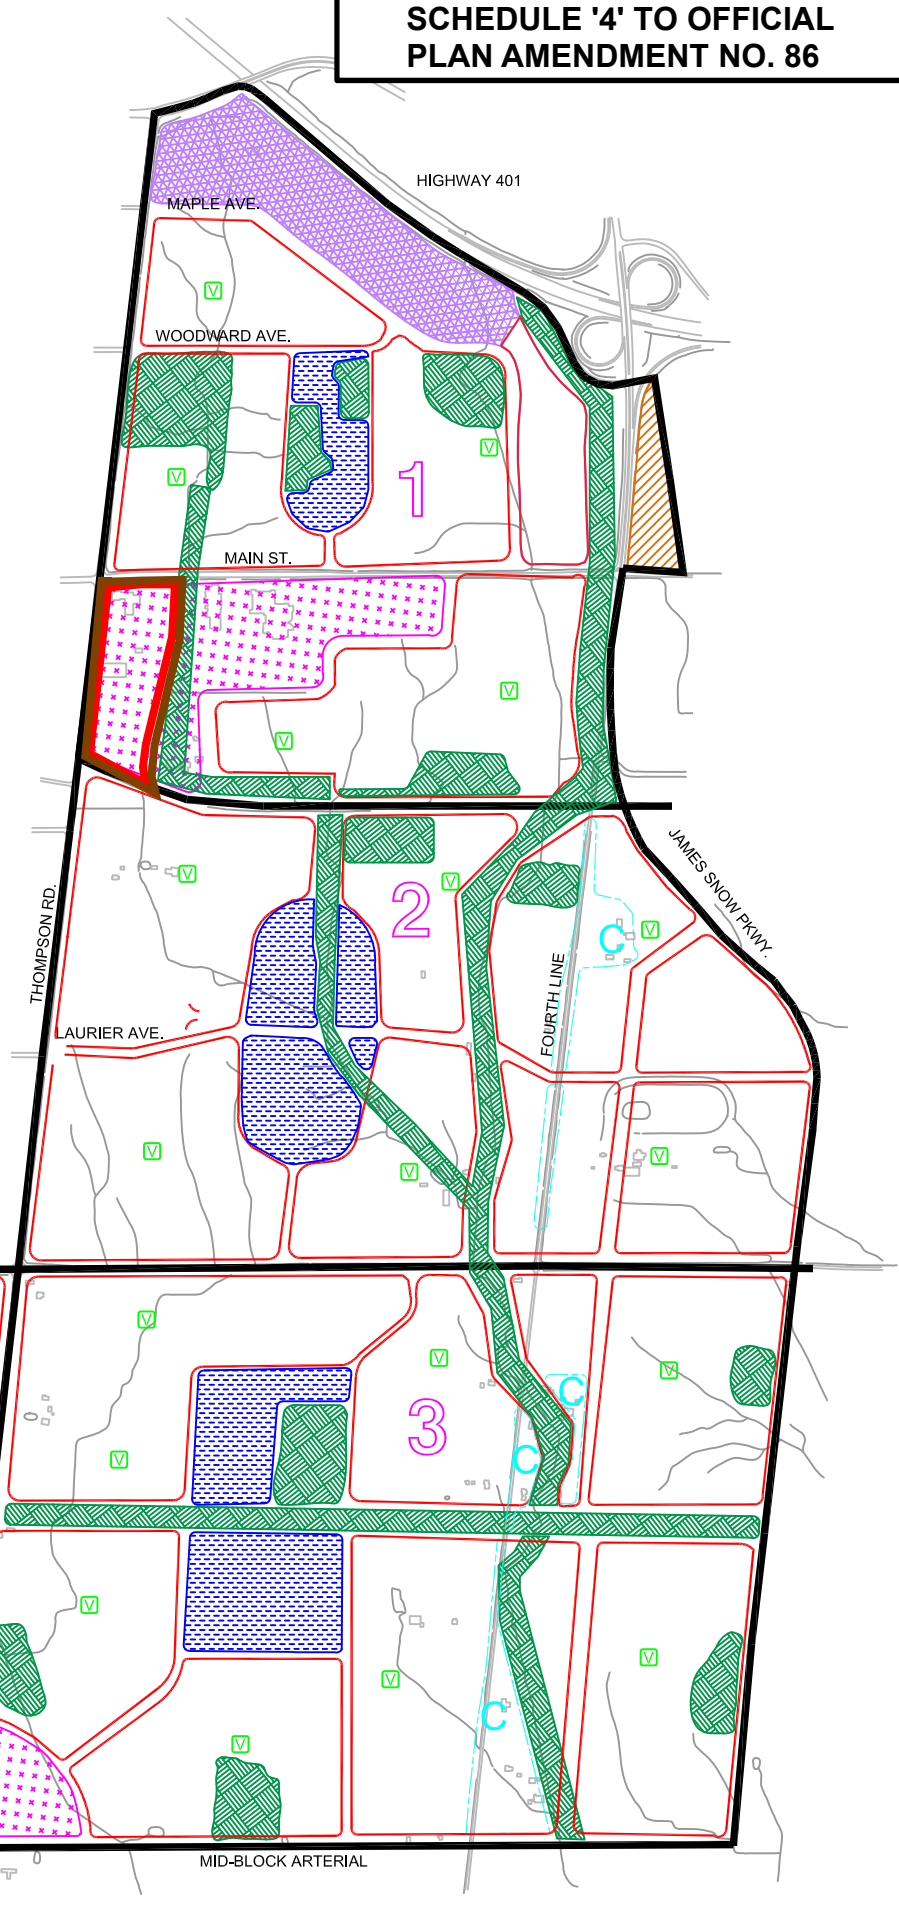 SCHEDULE '4' TO OFFICIAL
PLAN AMENDMENT NO. 86
HIGHWAY 401
MAPLE AVE.
V
WOODWARD AVE.
V
V
1
MAIN ST.
V
V
JAMES SNOW PKWY.
V
V
2
V
C
THOMPSON RD.
FOURTH LINE
LAURIER AVE.
V
V
V
V
V
V
C
3
V
C
V
V
V
C
V
MID-BLOCK ARTERIAL